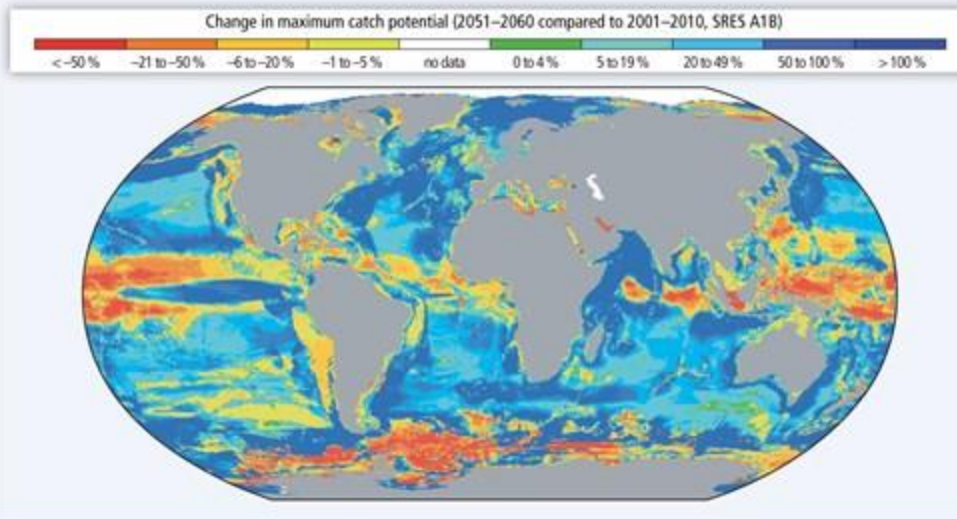 Change in maximum catch potential (2051–2060 compared to 2001–2010, SRES A1B)
< –50 % –21 to –50 % –6 to –20 % –1 to –5 % no data 0 to 4 % 5 to 19 % 20 to 49 % 50 to 100 % > 100 %